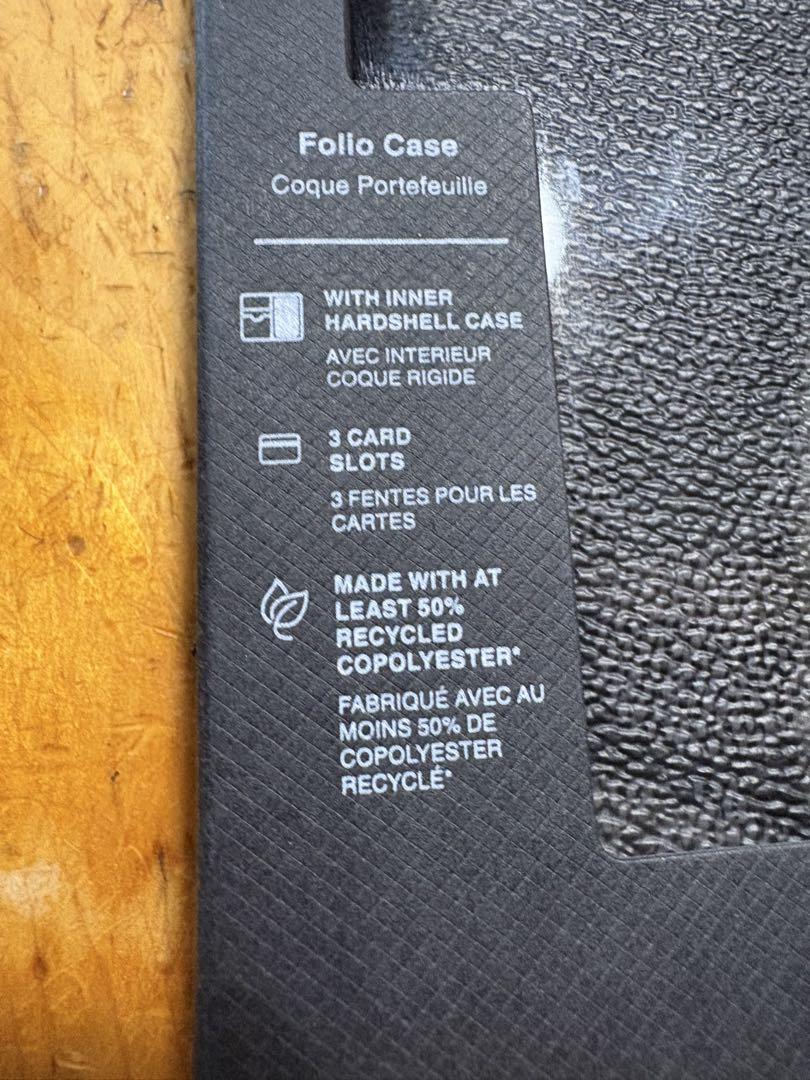 Folio Case
Coque Portefeuille
WITH INNER
HARDSHELL CASE
AVEC INTERIEUR
COQUE RIGIDE
3 CARD
SLOTS
3 FENTES POUR LES
CARTES
MADE WITH AT
LEAST 50%
RECYCLED
COPOLYESTER*
FABRIQUÉ AVEC AU
MOINS 50% DE
COPOLYESTER
RECYCLÉ*